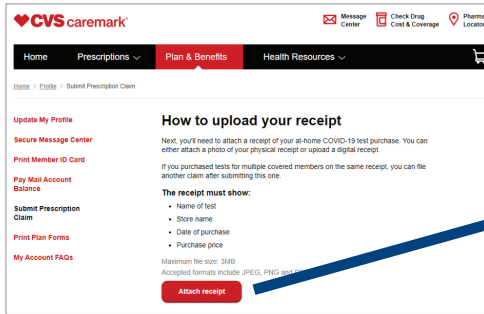 CVS caremark®
Message Center
Check Drug Cost & Coverage
Locator
Home
Prescriptions
Plan & Benefits
Health Resources
Home > Profile > Submit Prescription Claim
Update My Profile
Secure Message Center
Print Member ID Card
Pay Mail Account
Balance
Submit Prescription
Claim
Print Plan Forms
My Account FAQs
How to upload your receipt
Next, you'll need to attach a receipt of your at-home COVID-19 test purchase. You can
either attach a photo of your physical receipt or upload a digital receipt.
If you purchased tests for multiple covered members on the same receipt, you can file
another claim after submitting this one.
The receipt must show:
• Name of test
• Store name
• Date of purchase
• Purchase price
Maximum file size: 3MB
Accepted formats include JPEG, PNG and
Attach receipt